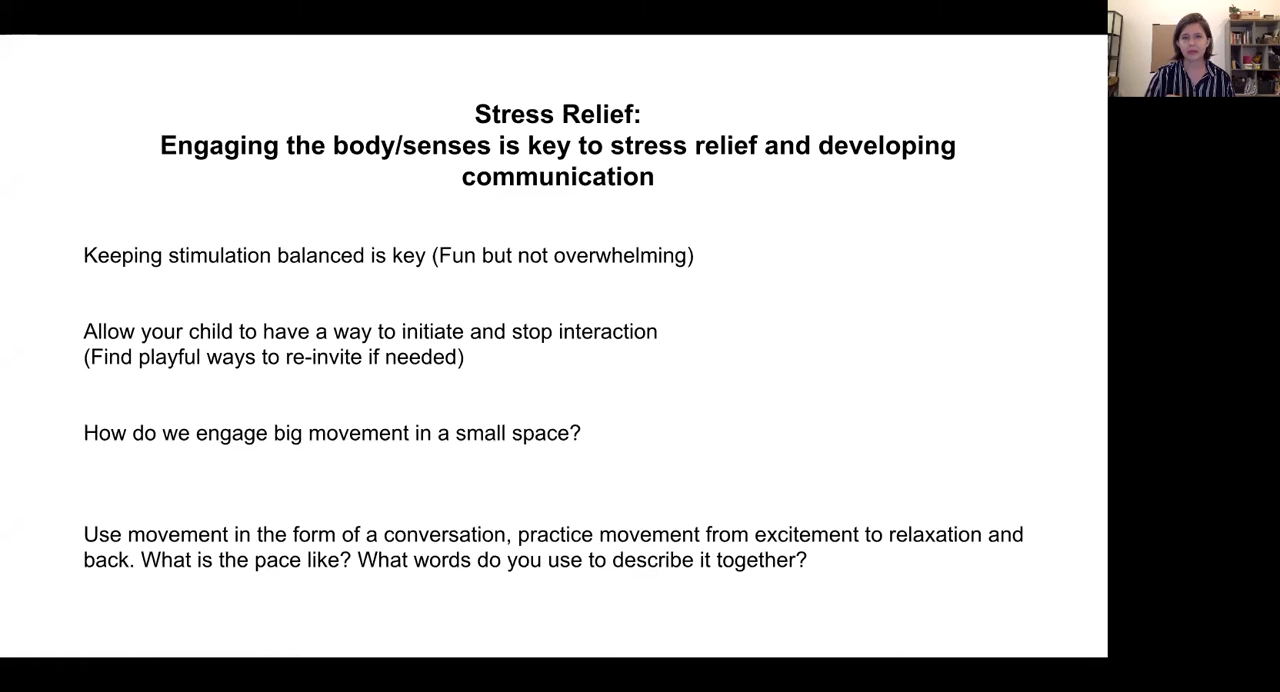 Stress Relief:
Engaging the body/senses is key to stress relief and developing
communication
Keeping stimulation balanced is key (Fun but not overwhelming)
Allow your child to have a way to initiate and stop interaction
(Find playful ways to re-invite if needed)
How do we engage big movement in a small space?
Use movement in the form of a conversation, practice movement from excitement to relaxation and
back. What is the pace like? What words do you use to describe it together?